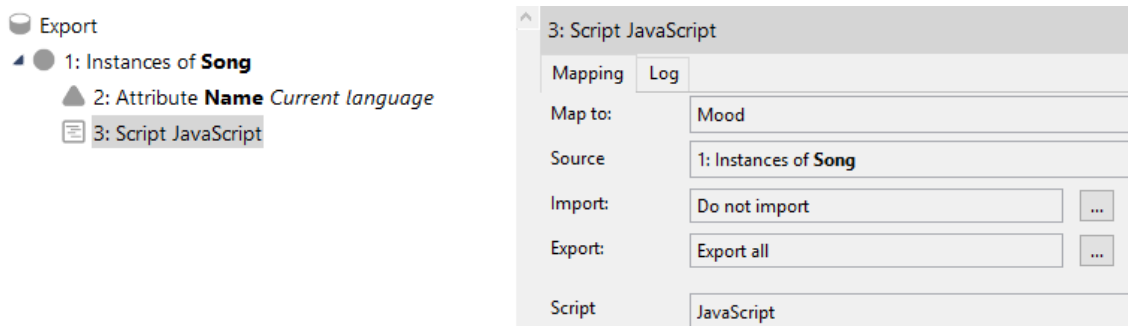 Export
1: Instances of Song
2: Attribute Name Current language
3: Script JavaScript
3: Script JavaScript
Mapping Log
Map to: Mood
Source 1: Instances of Song
Import: Do not import ...
Export: Export all ...
Script JavaScript